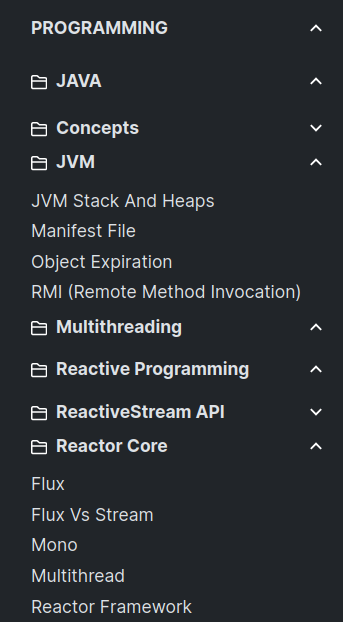 PROGRAMMING
JAVA
Concepts
JVM
JVM Stack And Heaps
Manifest File
Object Expiration
RMI (Remote Method Invocation)
Multithreading
Reactive Programming
ReactiveStream API
Reactor Core
Flux
Flux Vs Stream
Mono
Multithread
Reactor Framework